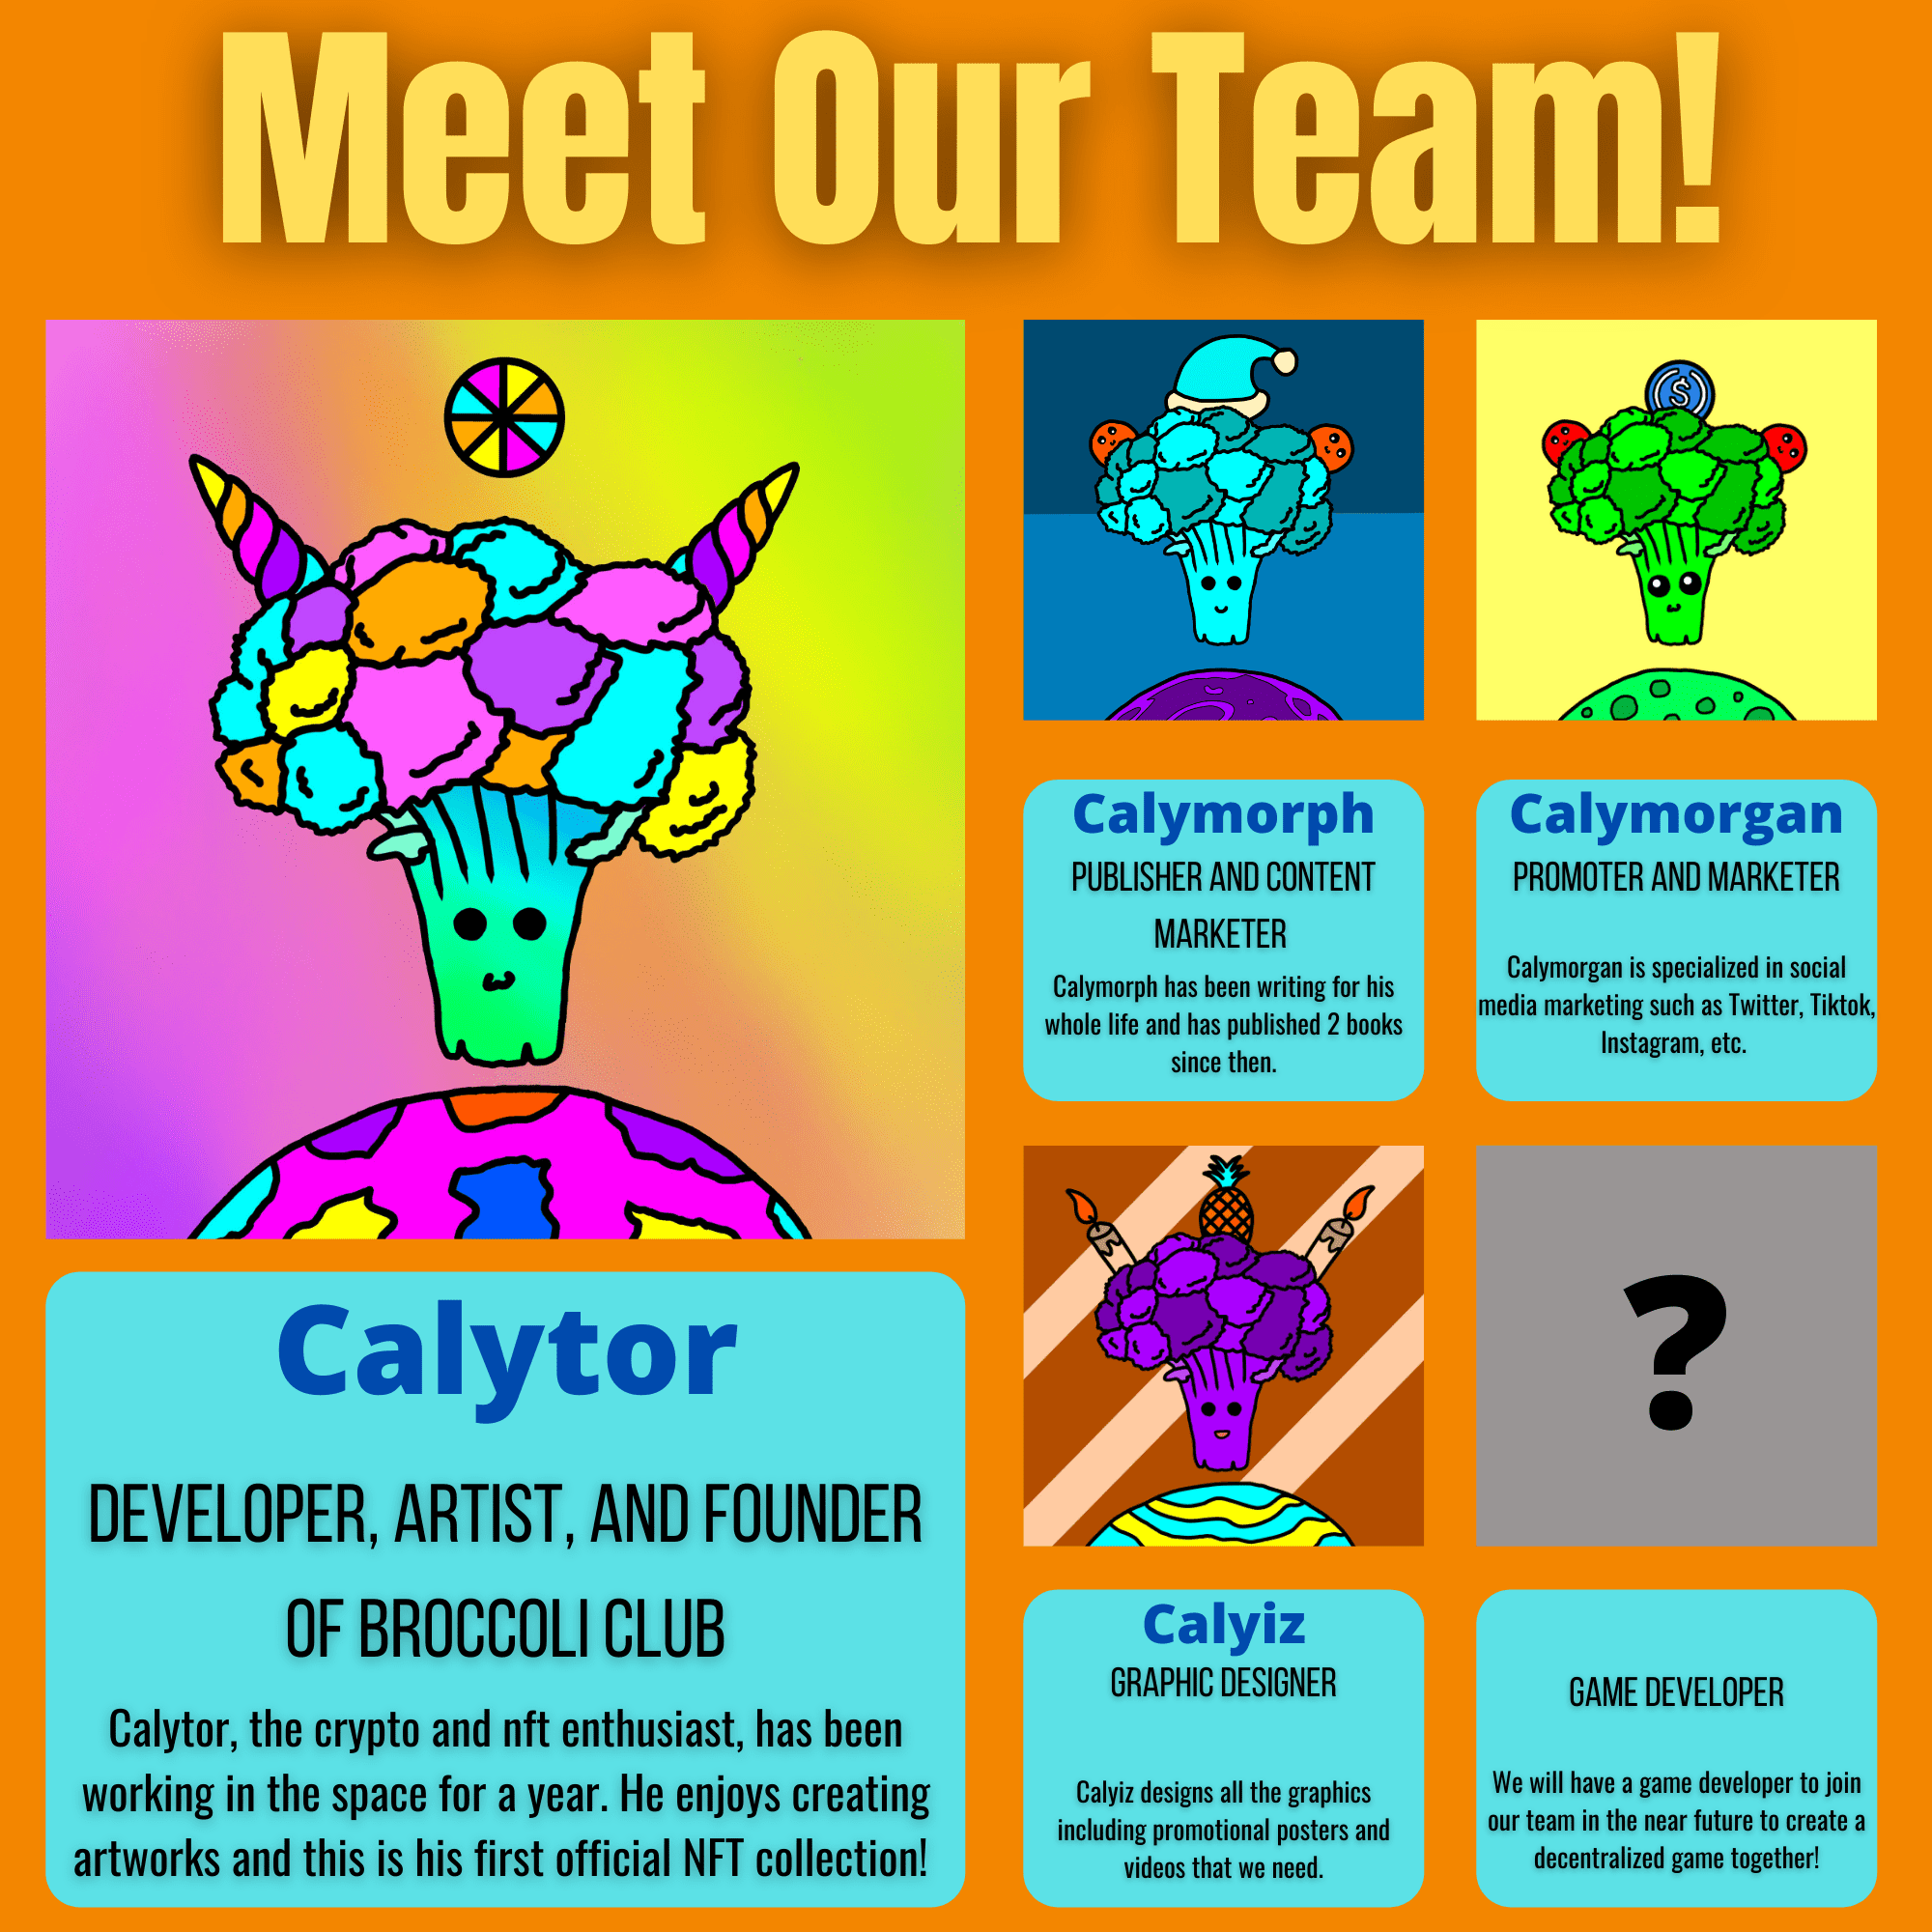 Meet Our Team!
$
Calytor
DEVELOPER, ARTIST, AND FOUNDER
OF BROCCOLI CLUB
Calytor, the crypto and nft enthusiast, has been
working in the space for a year. He enjoys creating
artworks and this is his first official NFT collection!
Calymorph
PUBLISHER AND CONTENT
MARKETER
Calymorph has been writing for his
whole life and has published 2 books
since then.
Calymorgan
PROMOTER AND MARKETER
Calymorgan is specialized in social
media marketing such as Twitter, Tiktok,
Instagram, etc.
Calyiz
GRAPHIC DESIGNER
Calyiz designs all the graphics
including promotional posters and
videos that we need.
?
GAME DEVELOPER
We will have a game developer to join
our team in the near future to create a
decentralized game together!